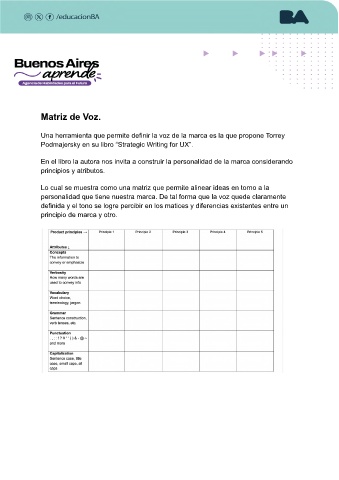 /educacionBA
BA
Buenos Aires
aprende
Agencia de Habilidades para el Futuro
Matriz de Voz.
Una herramienta que permite definir la voz de la marca es la que propone Torrey
Podmajersky en su libro “Strategic Writing for UX”.
En el libro la autora nos invita a construir la personalidad de la marca considerando
principios y atributos.
Lo cual se muestra como una matriz que permite alinear ideas en torno a la
personalidad que tiene nuestra marca. De tal forma que la voz quede claramente
definida y el tono se logre percibir en los matices y diferencias existentes entre un
principio de marca y otro.
Product principles → Principle 1 Principle 2 Principle 3 Principle 4 Principle 5
Attributes ↓
Concepts
The information to
convey or emphasize
Verbosity
How many words are
used to convey info
Vocabulary
Word choice,
terminology, jargon
Grammar
Sentence construction,
verb tenses, etc.
Punctuation
and more
Capitalization
Sentence case, title
case, small caps, all
caps